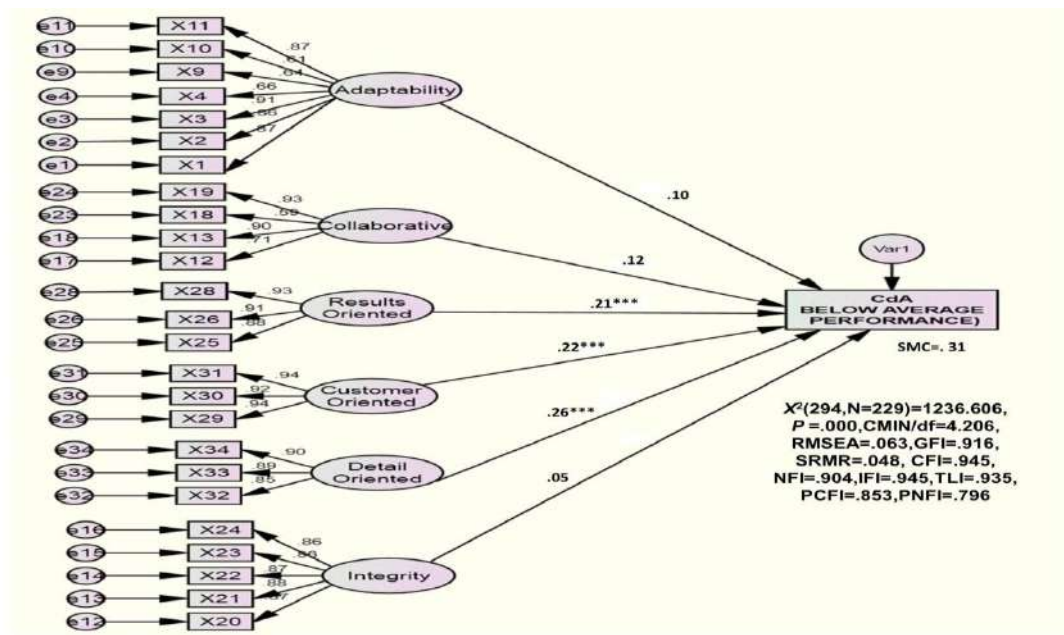 e11 X11 .87
e10 X10 .61
e9 X9 .64
e4 X4 .66
e3 X3 .91
e2 X2
e1 X1 .87
Adaptability
.10
e24 X19 .93
e23 X18 .59
e18 X13 .90
e17 X12 .71
Collaborative
.12
e28 X28 .93
e26 X26 .91
e25 X25 .88
Results
Oriented
.21***
e31 X31 .94
e30 X30 .92
e29 X29 .94
Customer
Oriented
.22***
e34 X34 .90
e33 X33 .89
e32 X32 .85
Detail
Oriented
.26***
e16 X24 .86
e15 X23 .86
e14 X22 .87
e13 X21 .88
e12 X20
Integrity
.05
Var1
CdA
BELOW AVERAGE
PERFORMANCE)
SMC=. 31
X²(294,N=229)=1236.606,
P =.000,CMIN/df=4.206,
RMSEA=.063,GFI=.916,
SRMR=.048, CFI=.945,
NFI=.904,IFI=.945,TLI=.935,
PCFI=.853,PNFI=.796